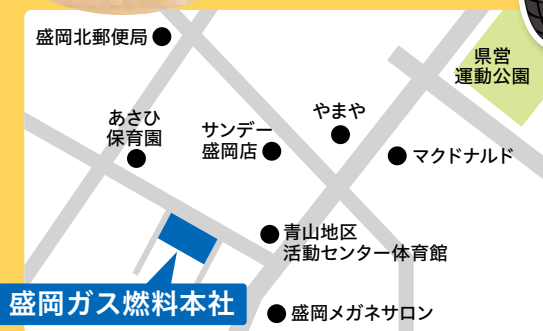 盛岡北郵便局
県営
運動公園
あさひ
保育園
サンデー
盛岡店
やまや
マクドナルド
青山地区
活動センター体育館
盛岡ガス燃料本社
盛岡メガネサロン